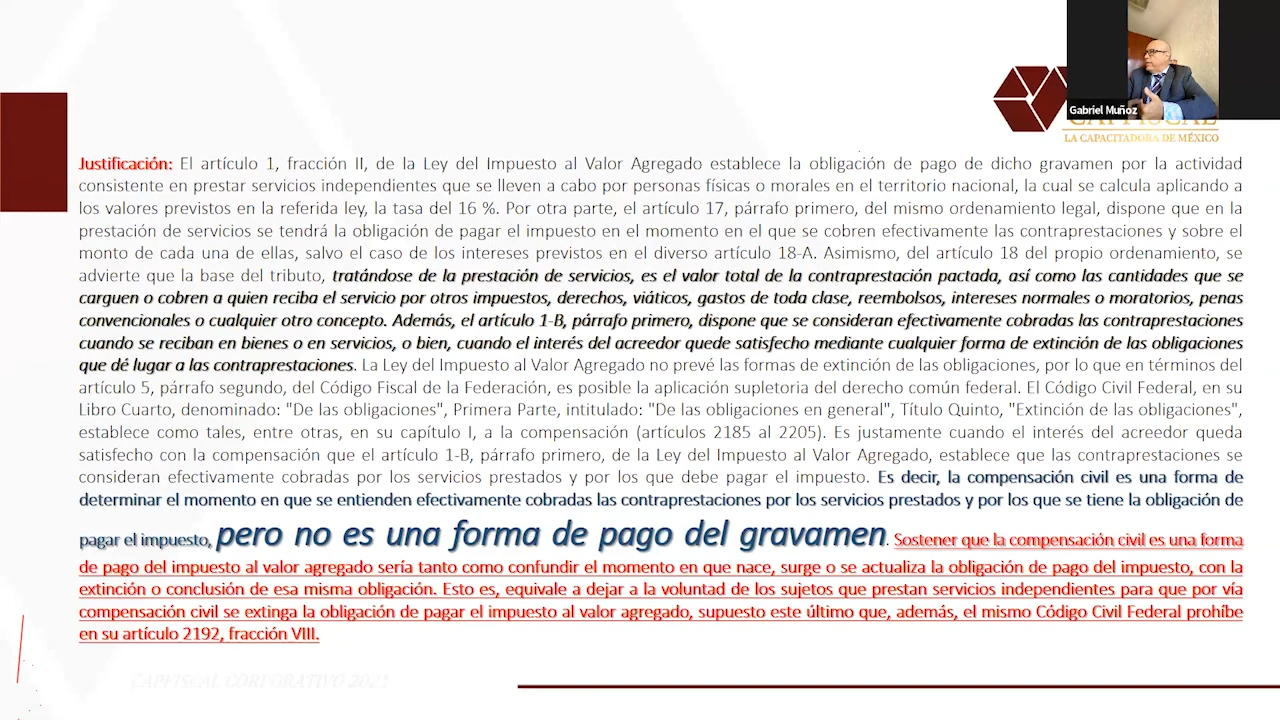 Gabriel Muñoz
LA CAPACITADORA DE MÉXICO
Justificación: El artículo 1, fracción II, de la Ley del Impuesto al Valor Agregado establece la obligación de pago de dicho gravamen por la actividad
consistente en prestar servicios independientes que se lleven a cabo por personas físicas o morales en el territorio nacional, la cual se calcula aplicando a
los valores previstos en la referida ley, la tasa del 16 %. Por otra parte, el artículo 17, párrafo primero, del mismo ordenamiento legal, dispone que en la
prestación de servicios se tendrá la obligación de pagar el impuesto en el momento en el que se cobren efectivamente las contraprestaciones y sobre el
monto de cada una de ellas, salvo el caso de los intereses previstos en el diverso artículo 18-A. Asimismo, del artículo 18 del propio ordenamiento, se
advierte que la base del tributo, tratándose de la prestación de servicios, es el valor total de la contraprestación pactada, así como las cantidades que se
carguen o cobren a quien reciba el servicio por otros impuestos, derechos, viáticos, gastos de toda clase, reembolsos, intereses normales o moratorios, penas
convencionales o cualquier otro concepto. Además, el artículo 1-B, párrafo primero, dispone que se consideran efectivamente cobradas las contraprestaciones
cuando se reciban en bienes o en servicios, o bien, cuando el interés del acreedor quede satisfecho mediante cualquier forma de extinción de las obligaciones
que dé lugar a las contraprestaciones. La Ley del Impuesto al Valor Agregado no prevé las formas de extinción de las obligaciones, por lo que en términos del
artículo 5, párrafo segundo, del Código Fiscal de la Federación, es posible la aplicación supletoria del derecho común federal. El Código Civil Federal, en su
Libro Cuarto, denominado: "De las obligaciones", Primera Parte, intitulado: "De las obligaciones en general", Título Quinto, "Extinción de las obligaciones",
establece como tales, entre otras, en su capítulo I, a la compensación (artículos 2185 al 2205). Es justamente cuando el interés del acreedor queda
satisfecho con la compensación que el artículo 1-B, párrafo primero, de la Ley del Impuesto al Valor Agregado, establece que las contraprestaciones se
consideran efectivamente cobradas por los servicios prestados y por los que debe pagar el impuesto. Es decir, la compensación civil es una forma de
determinar el momento en que se entienden efectivamente cobradas las contraprestaciones por los servicios prestados y por los que se tiene la obligación de
pagar el impuesto, pero no es una forma de pago del gravamen. Sostener que la compensación civil es una forma
de pago del impuesto al valor agregado sería tanto como confundir el momento en que nace, surge o se actualiza la obligación de pago del impuesto, con la
extinción o conclusión de esa misma obligación. Esto es, equivale a dejar a la voluntad de los sujetos que prestan servicios independientes para que por vía
compensación civil se extinga la obligación de pagar el impuesto al valor agregado, supuesto este último que, además, el mismo Código Civil Federal prohíbe
en su artículo 2192, fracción VIII.
CAPFISCAL CORPORATIVO 2021